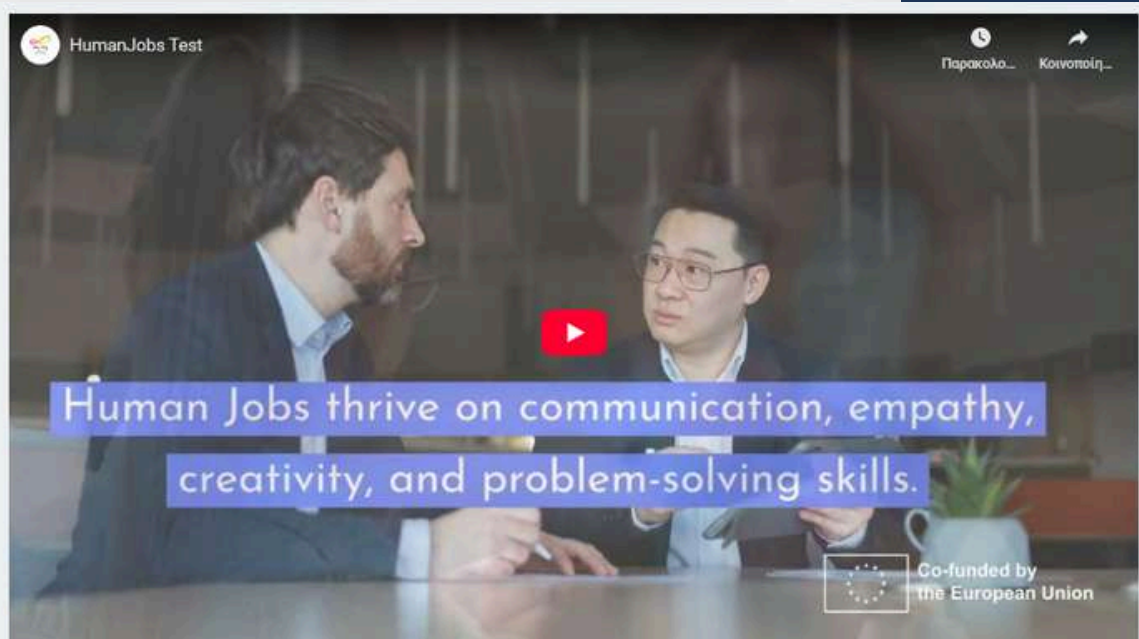 HumanJobs Test
Παρακολο...
Κοινοποίη...
Human Jobs thrive on communication, empathy,
creativity, and problem-solving skills.
Co-funded by
the European Union